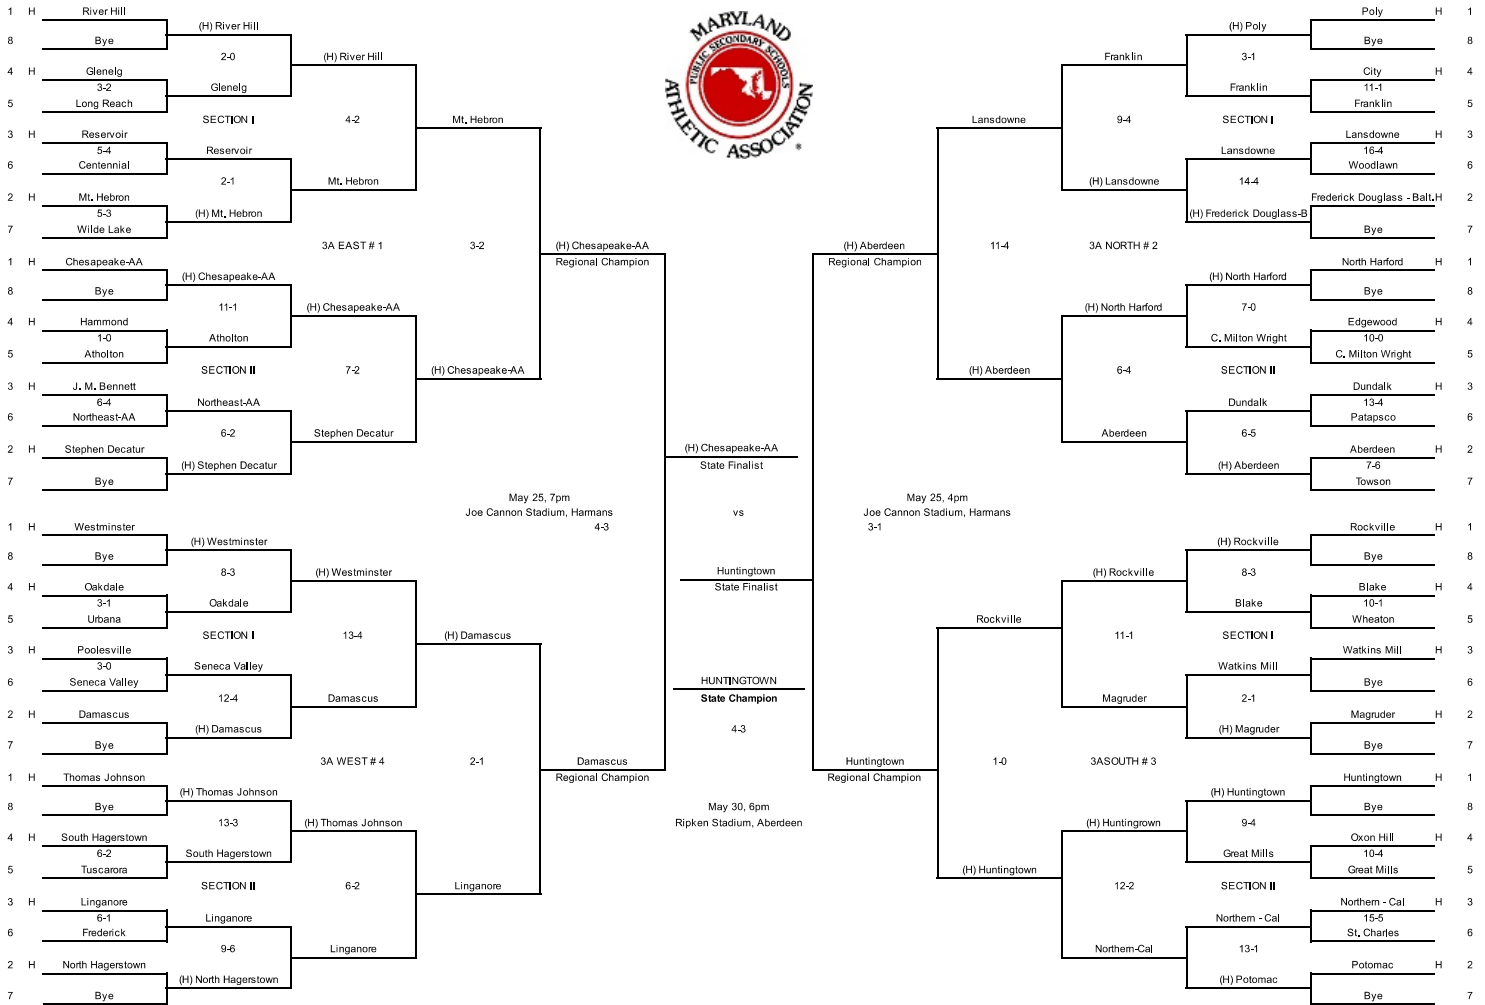 MARYLAND
PUBLIC SECONDARY SCHOOLS
ATHLETIC ASSOCIATION
®
1 H River Hill
(H) River Hill
8 Bye
2-0
(H) River Hill
4 H Glenelg
3-2
Glenelg
5 Long Reach
SECTION I
4-2
Mt. Hebron
3 H Reservoir
5-4
Reservoir
6 Centennial
2-1
Mt. Hebron
2 H Mt. Hebron
5-3
(H) Mt. Hebron
7 Wilde Lake
3A EAST # 1
3-2
(H) Chesapeake-AA
Regional Champion
1 H Chesapeake-AA
(H) Chesapeake-AA
8 Bye
11-1
(H) Chesapeake-AA
4 H Hammond
1-0
Atholton
5 Atholton
SECTION II
7-2
(H) Chesapeake-AA
3 H J. M. Bennett
6-4
Northeast-AA
6 Northeast-AA
6-2
Stephen Decatur
2 H Stephen Decatur
(H) Stephen Decatur
7 Bye
(H) Chesapeake-AA
State Finalist
May 25, 7pm
Joe Cannon Stadium, Harmans
4-3
vs
Huntingtown
State Finalist
1 H Westminster
(H) Westminster
8 Bye
8-3
(H) Westminster
4 H Oakdale
3-1
Oakdale
5 Urbana
SECTION I
13-4
(H) Damascus
3 H Poolesville
3-0
Seneca Valley
6 Seneca Valley
12-4
Damascus
2 H Damascus
(H) Damascus
7 Bye
3A WEST # 4
2-1
Damascus
Regional Champion
1 H Thomas Johnson
(H) Thomas Johnson
8 Bye
13-3
(H) Thomas Johnson
4 H South Hagerstown
6-2
South Hagerstown
5 Tuscarora
SECTION II
6-2
Linganore
3 H Linganore
6-1
Linganore
6 Frederick
9-6
Linganore
2 H North Hagerstown
(H) North Hagerstown
7 Bye
HUNTINGTOWN
State Champion
4-3
May 30, 6pm
Ripken Stadium, Aberdeen
Poly H 1
(H) Poly
Bye 8
3-1
Franklin
City H 4
11-1
Franklin
Franklin 5
SECTION I
9-4
Lansdowne
Lansdowne H 3
16-4
Lansdowne
Woodlawn 6
14-4
(H) Lansdowne
Frederick Douglass - Balt. H 2
(H) Frederick Douglass-B
Bye 7
3A NORTH # 2
11-4
(H) Aberdeen
Regional Champion
North Harford H 1
(H) North Harford
Bye 8
7-0
(H) North Harford
Edgewood H 4
10-0
C. Milton Wright
C. Milton Wright 5
SECTION II
6-4
(H) Aberdeen
Dundalk H 3
13-4
Dundalk
Patapsco 6
6-5
Aberdeen
Aberdeen H 2
7-6
(H) Aberdeen
Towson 7
May 25, 4pm
Joe Cannon Stadium, Harmans
3-1
Rockville H 1
(H) Rockville
Bye 8
8-3
(H) Rockville
Blake H 4
10-1
Blake
Wheaton 5
SECTION I
11-1
Rockville
Watkins Mill H 3
Watkins Mill
Bye 6
2-1
Magruder
Magruder H 2
(H) Magruder
Bye 7
3ASOUTH # 3
1-0
Huntingtown
Regional Champion
Huntingtown H 1
(H) Huntingtown
Bye 8
9-4
(H) Huntingrown
Oxon Hill H 4
10-4
Great Mills
Great Mills 5
SECTION II
12-2
(H) Huntingtown
Northern - Cal H 3
15-5
Northern - Cal
St. Charles 6
13-1
Northern-Cal
Potomac H 2
(H) Potomac
Bye 7